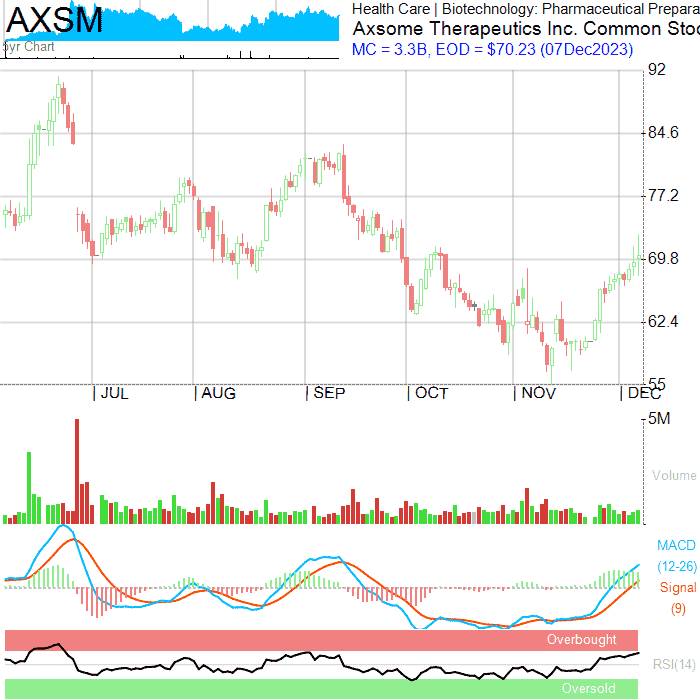 AXSM
5yr Chart
Health Care | Biotechnology: Pharmaceutical Prepara
Axsome Therapeutics Inc. Common Stoc
MC = 3.3B, EOD = $70.23 (07Dec2023)
92
84.6
77.2
69.8
62.4
55
| JUL | AUG | SEP | OCT | NOV | DEC
5M
Volume
MACD
(12-26)
Signal
(9)
Overbought
RSI(14)
Oversold